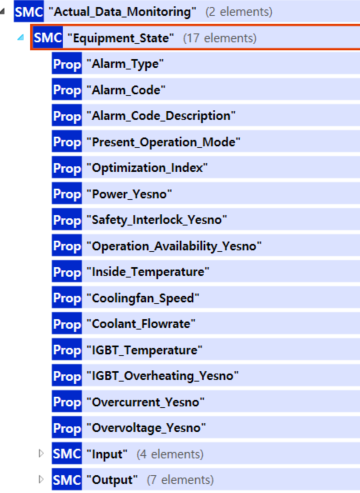 SMC "Actual_Data_Monitoring" (2 elements)
SMC "Equipment_State" (17 elements)
Prop "Alarm_Type"
Prop "Alarm_Code"
Prop "Alarm_Code_Description"
Prop "Present_Operation_Mode"
Prop "Optimization_Index"
Prop "Power_Yesno"
Prop "Safety_Interlock_Yesno"
Prop "Operation_Availability_Yesno"
Prop "Inside_Temperature"
Prop "Coolingfan_Speed"
Prop "Coolant_Flowrate"
Prop "IGBT_Temperature"
Prop "IGBT_Overheating_Yesno"
Prop "Overcurrent_Yesno"
Prop "Overvoltage_Yesno"
SMC "Input" (4 elements)
SMC "Output" (7 elements)